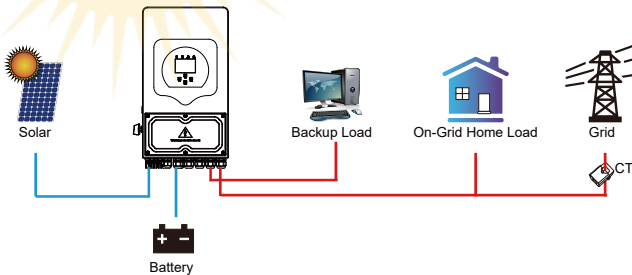 Solar
Backup Load
On-Grid Home Load
Grid
CT
Battery